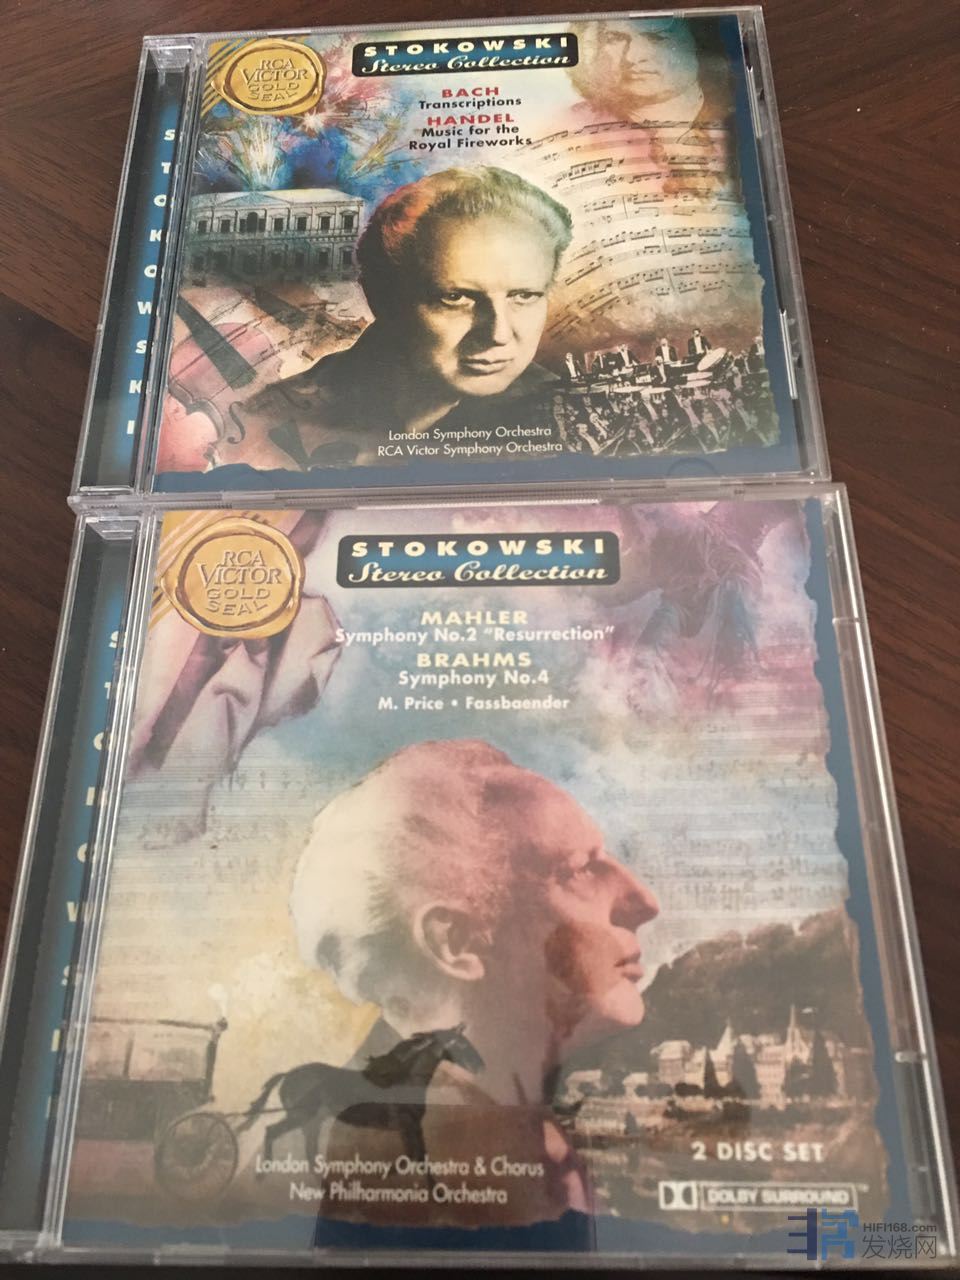 RCA
VICTOR
GOLD
SEAL
STOKOWSKI
Stereo Collection
BACH
Transcriptions
HANDEL
Music for the
Royal Fireworks
London Symphony Orchestra
RCA Victor Symphony Orchestra
S
T
O
K
O
W
S
K
I
RCA
VICTOR
GOLD
SEAL
STOKOWSKI
Stereo Collection
MAHLER
Symphony No.2 "Resurrection"
BRAHMS
Symphony No.4
M. Price • Fassbaender
London Symphony Orchestra & Chorus
New Philharmonia Orchestra
2 DISC SET
DOLBY SURROUND™
S
T
O
K
O
W
S
K
I
HIFI168.com
发烧网